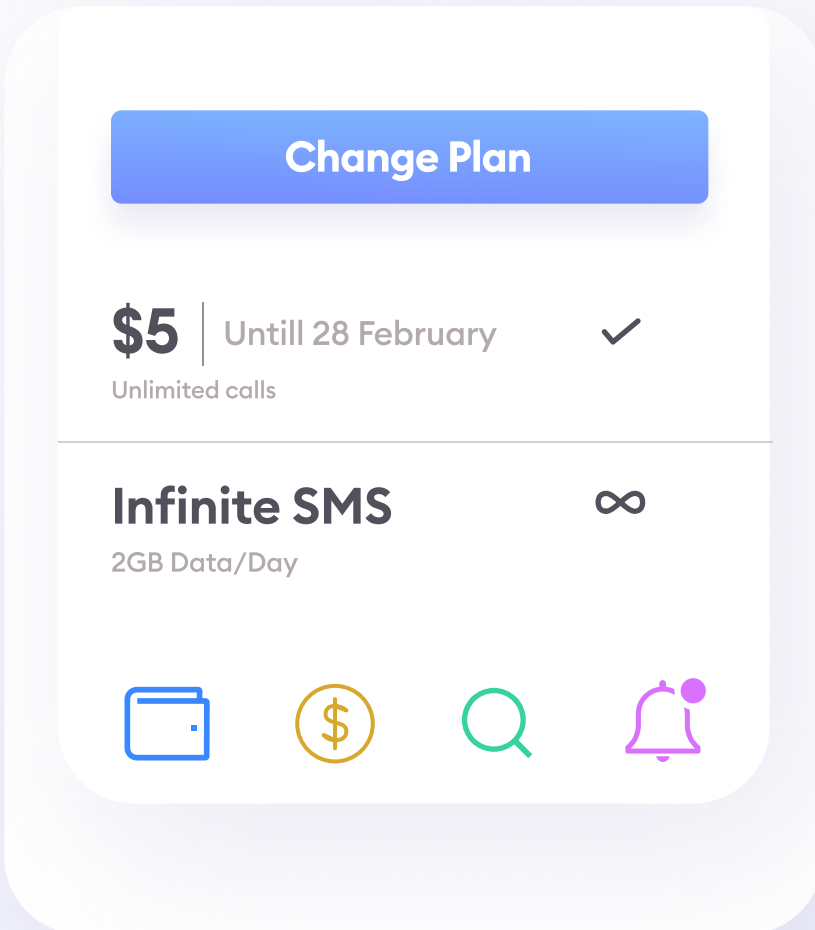 Change Plan
$5 | Untill 28 February
Unlimited calls
Infinite SMS
2GB Data/Day
$